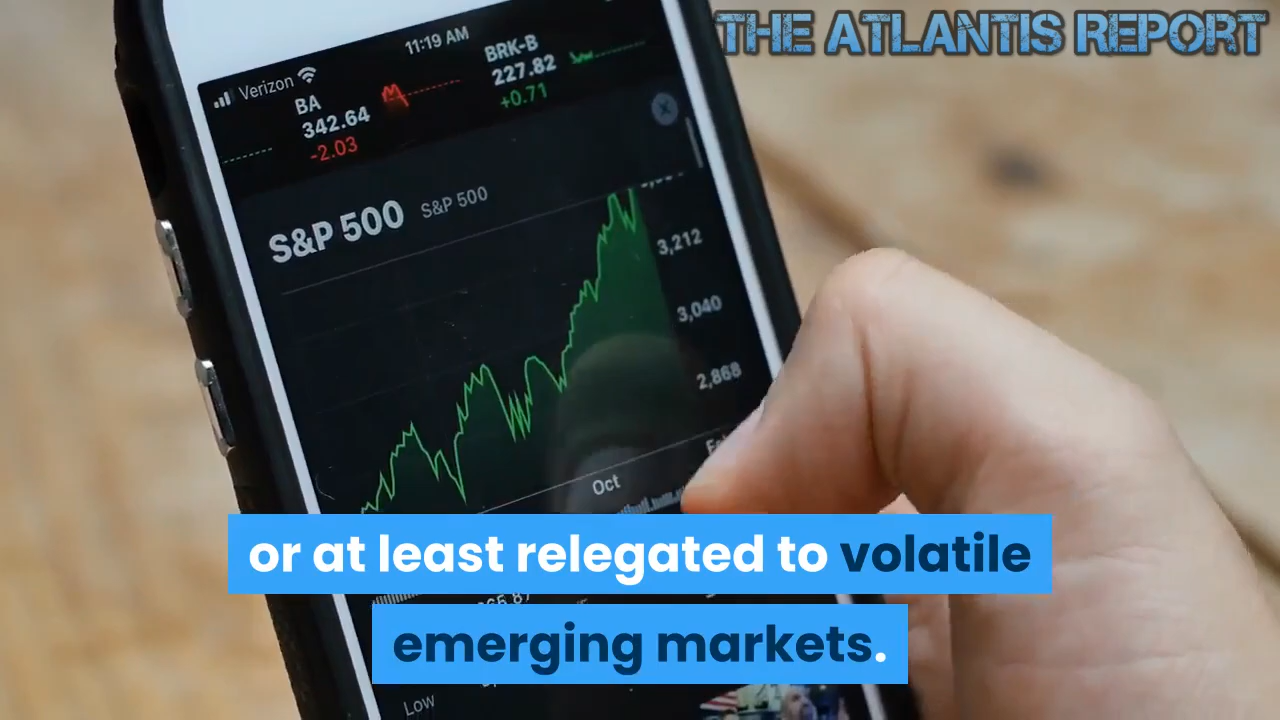 THE ATLANTIS REPORT
11:19 AM
Verizon
BA
342.64
-2.03
BRK-B
227.82
+0.71
S&P 500 S&P 500
3,212
3,040
2,868
Oct
or at least relegated to volatile
emerging markets.
Low